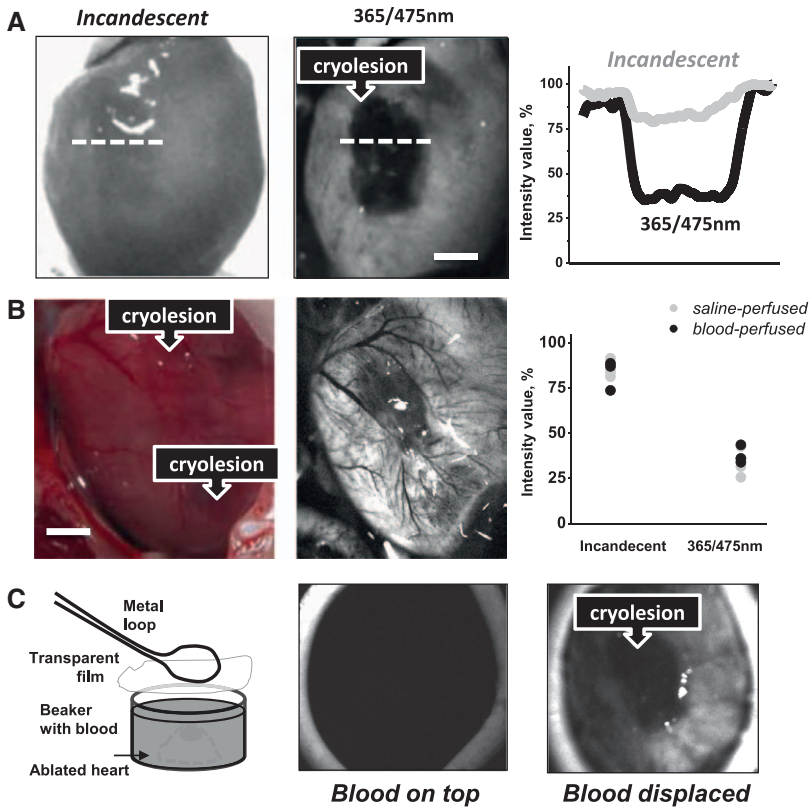 A
Incandescent
365/475nm
cryolesion
Incandescent
365/475nm
Intensity value, %
100
75
50
25
0
B
cryolesion
cryolesion
saline-perfused
blood-perfused
Intensity value, %
100
75
50
25
0
Incandecent
365/475nm
C
Metal
loop
Transparent
film
Beaker
with blood
Ablated heart
Blood on top
cryolesion
Blood displaced